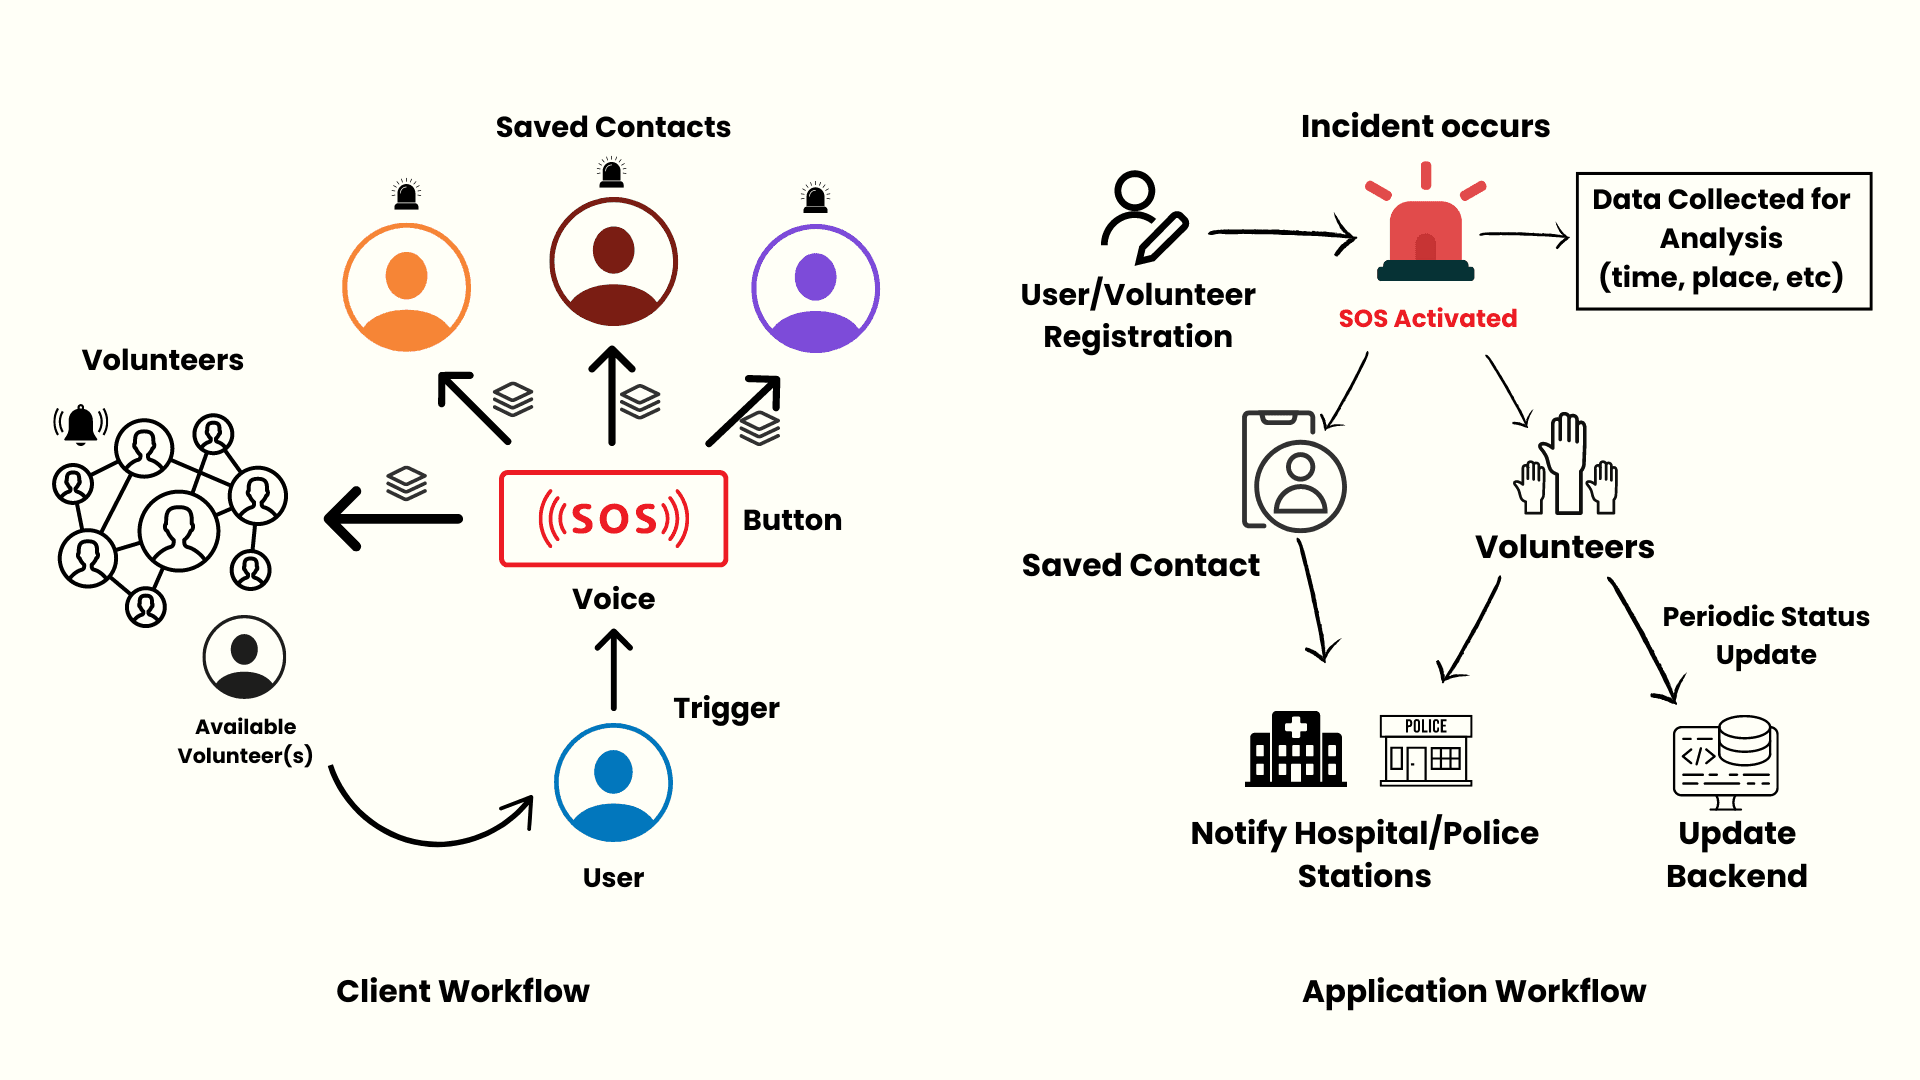 Saved Contacts
Volunteers
((( SOS )))
Button
Voice
Trigger
Available
Volunteer(s)
User
Client Workflow
Incident occurs
User/Volunteer
Registration
SOS Activated
Data Collected for
Analysis
(time, place, etc)
Saved Contact
Volunteers
Periodic Status
Update
POLICE
</>
Notify Hospital/Police
Stations
Update
Backend
Application Workflow